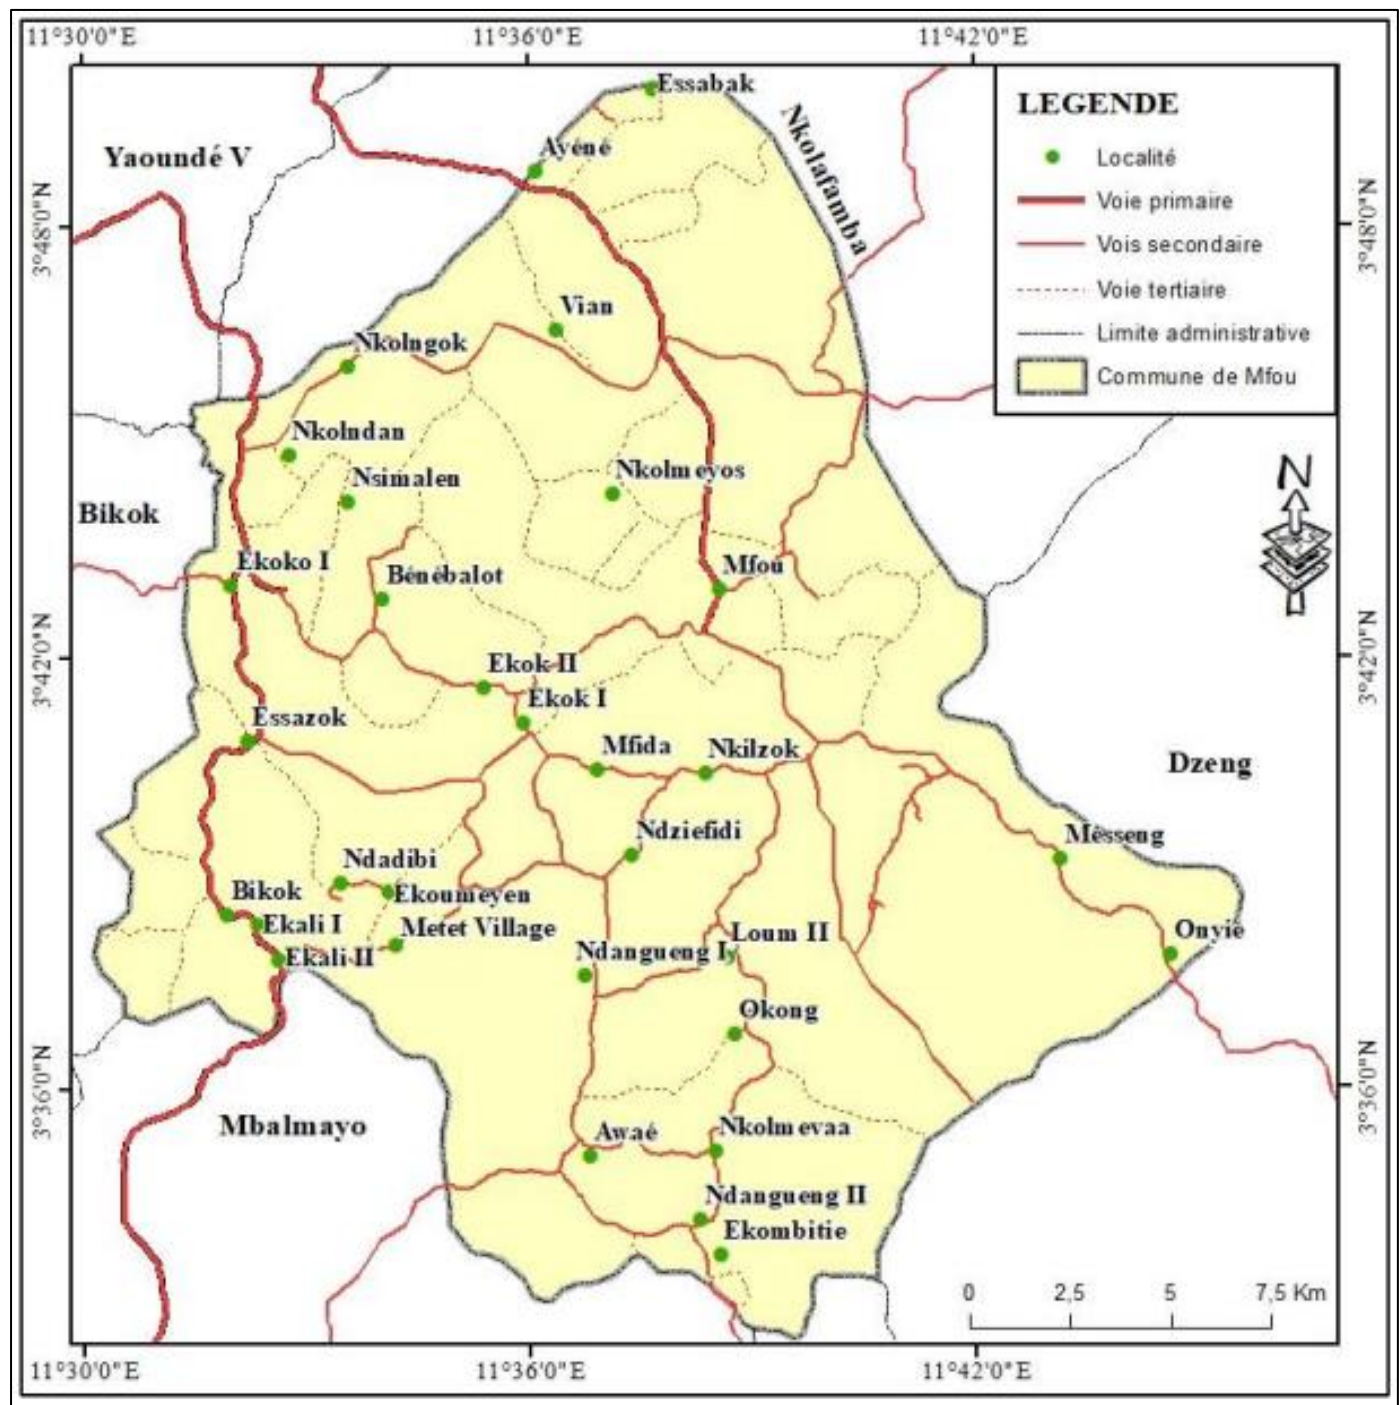 11°30'0"E 11°36'0"E 11°42'0"E
Essabak
LEGENDE
Nkolafamba
Ayéné
Yaoundé V
Localité
Voie primaire
3°48'0"N
3°48'0"N
Vois secondaire
Voie tertiaire
Vian
Limite administrative
Nkolngok
Commune de Mfou
Nkolndan
Nkolmeyos
Nsimalen
N
Bikok
Ekoko I
Mfou
Bénébalot
3°42'0"N
3°42'0"N
Ekok II
Ekok I
Essazok
Mfida
Nkilzok
Dzeng
Ndziefidi
Mésseng
Ndadibi
Bikok
Ekoumeyen
Ekali I
Metet Village
Loum II
Onyié
Ndangueng I
Ekali II
Okong
3°36'0"N
3°36'0"N
Mbalmayo
Awaé
Nkolmevaa
Ndangueng II
Ekombitie
0 2,5 5 7,5 Km
11°30'0"E 11°36'0"E 11°42'0"E